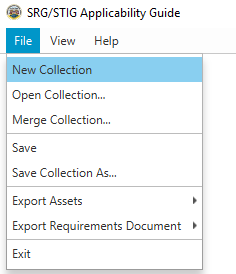 SRG/STIG Applicability Guide
File View Help
New Collection
Open Collection...
Merge Collection...
Save
Save Collection As...
Export Assets
Export Requirements Document
Exit